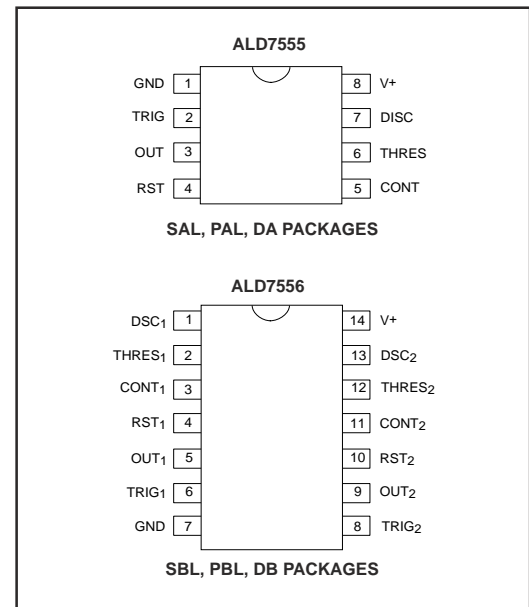 ALD7555
GND 1 8 V+
TRIG 2 7 DISC
OUT 3 6 THRES
RST 4 5 CONT
SAL, PAL, DA PACKAGES
ALD7556
DSC1 1 14 V+
THRES1 2 13 DSC2
CONT1 3 12 THRES2
RST1 4 11 CONT2
OUT1 5 10 RST2
TRIG1 6 9 OUT2
GND 7 8 TRIG2
SBL, PBL, DB PACKAGES